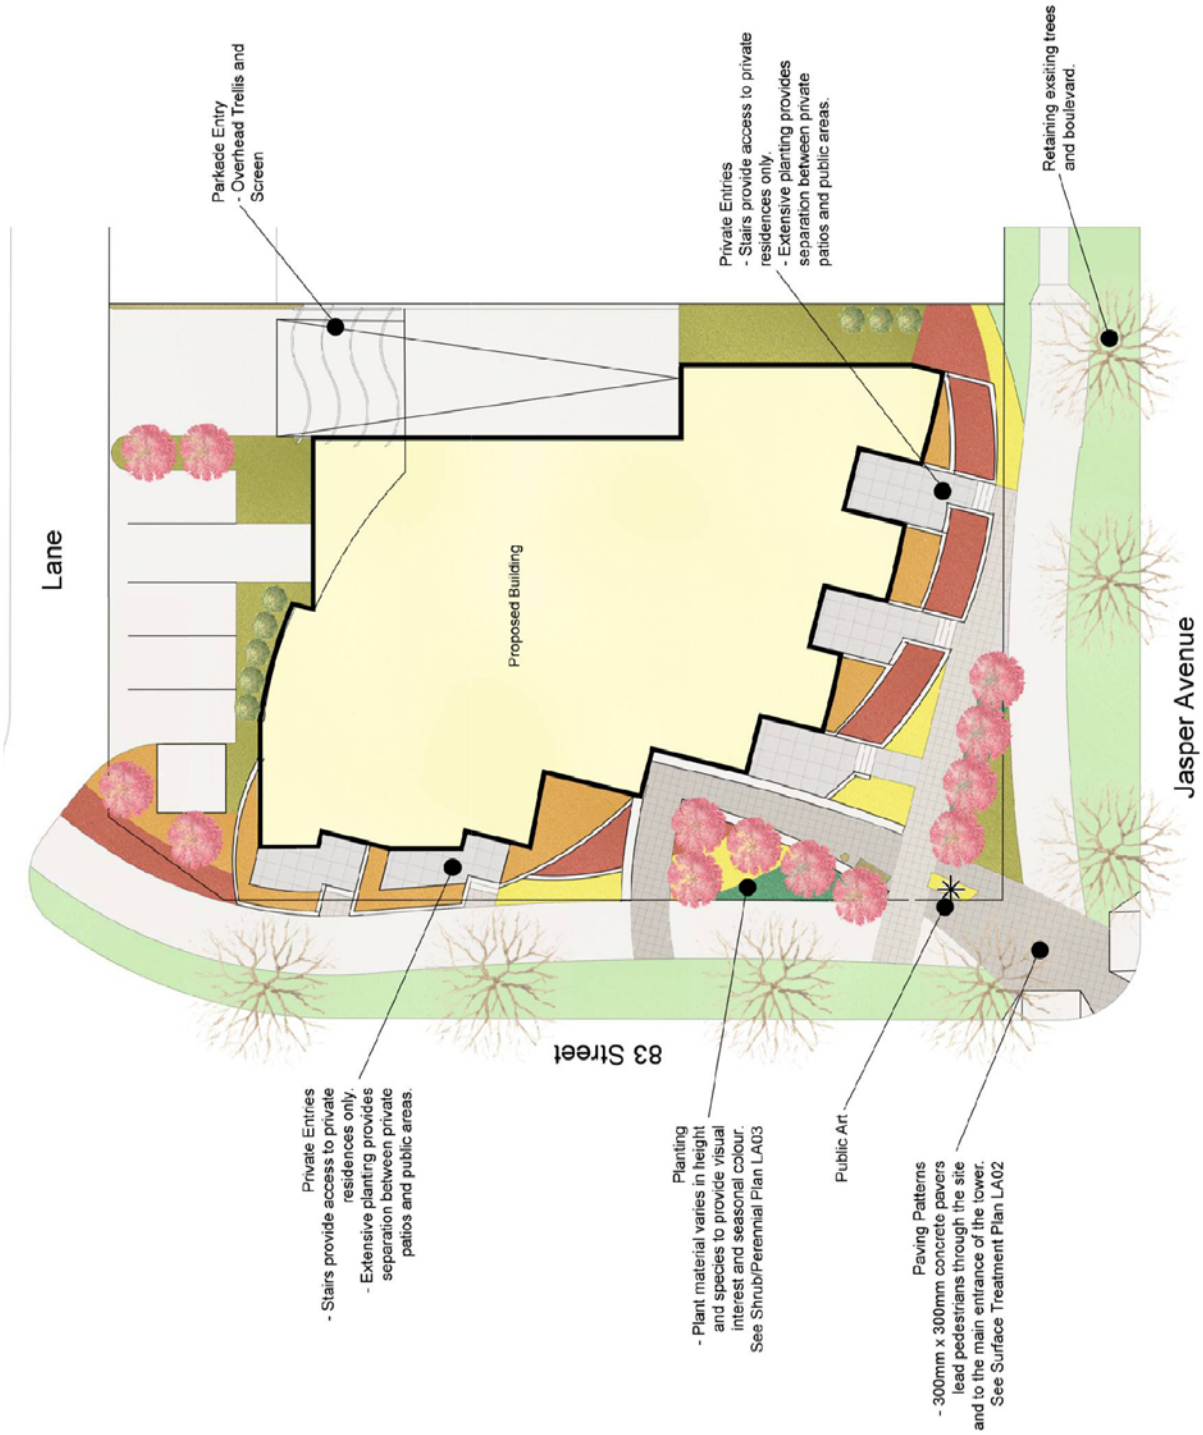 Lane
Parkade Entry
- Overhead Trellis and
Screen
Private Entries
- Stairs provide access to private
residences only.
- Extensive planting provides
separation between private
patios and public areas.
Retaining exsiting trees
and boulevard.
Proposed Building
Jasper Avenue
83 Street
Private Entries
- Stairs provide access to private
residences only.
- Extensive planting provides
separation between private
patios and public areas.
Planting
- Plant material varies in height
and species to provide visual
interest and seasonal colour.
See Shrub/Perennial Plan LA03
Public Art
Paving Patterns
- 300mm x 300mm concrete pavers
lead pedestrians through the site
and to the main entrance of the tower.
See Surface Treatment Plan LA02